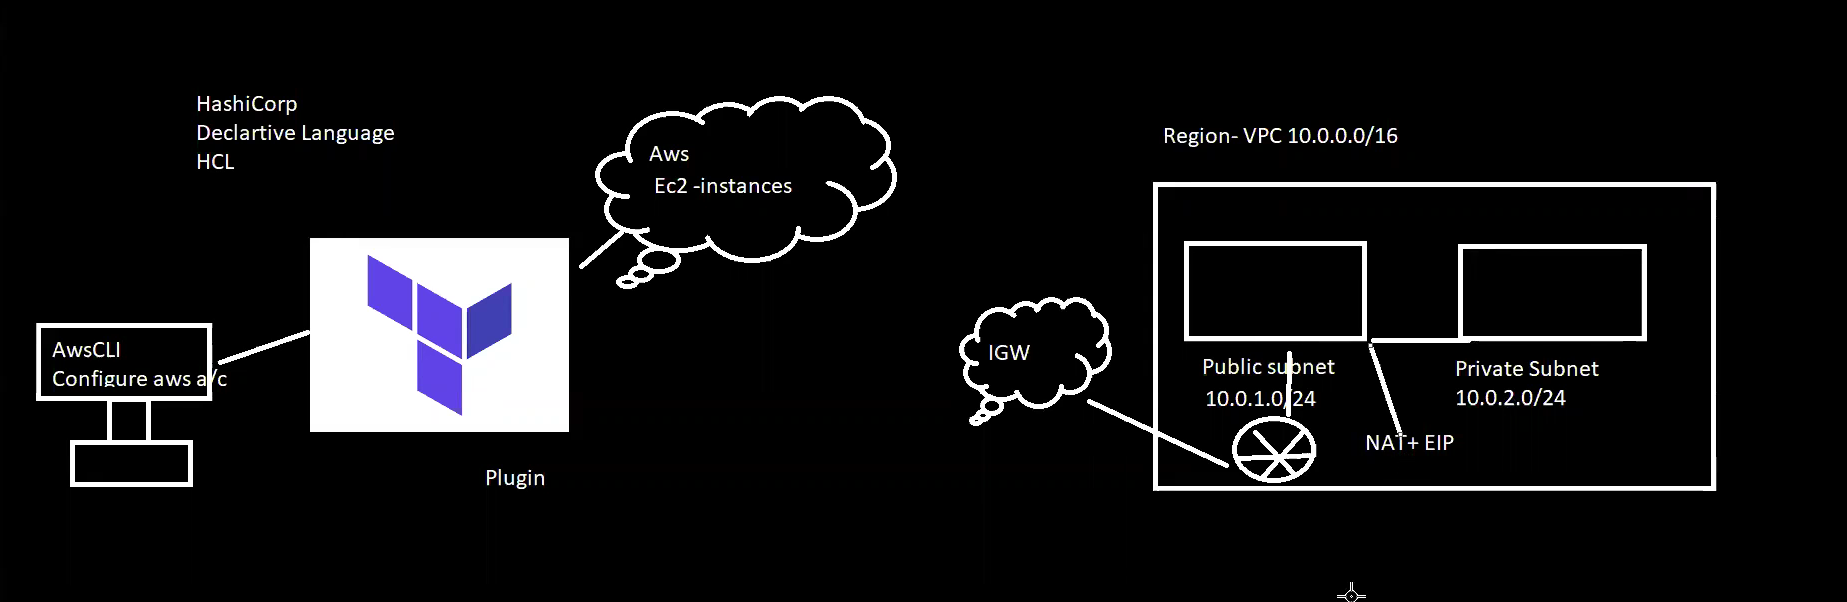 HashiCorp
Declartive Language
HCL
Aws
Ec2 -instances
AwsCLI
Configure aws a/c
Plugin
Region- VPC 10.0.0.0/16
IGW
Public subnet
10.0.1.0/24
Private Subnet
10.0.2.0/24
NAT+ EIP